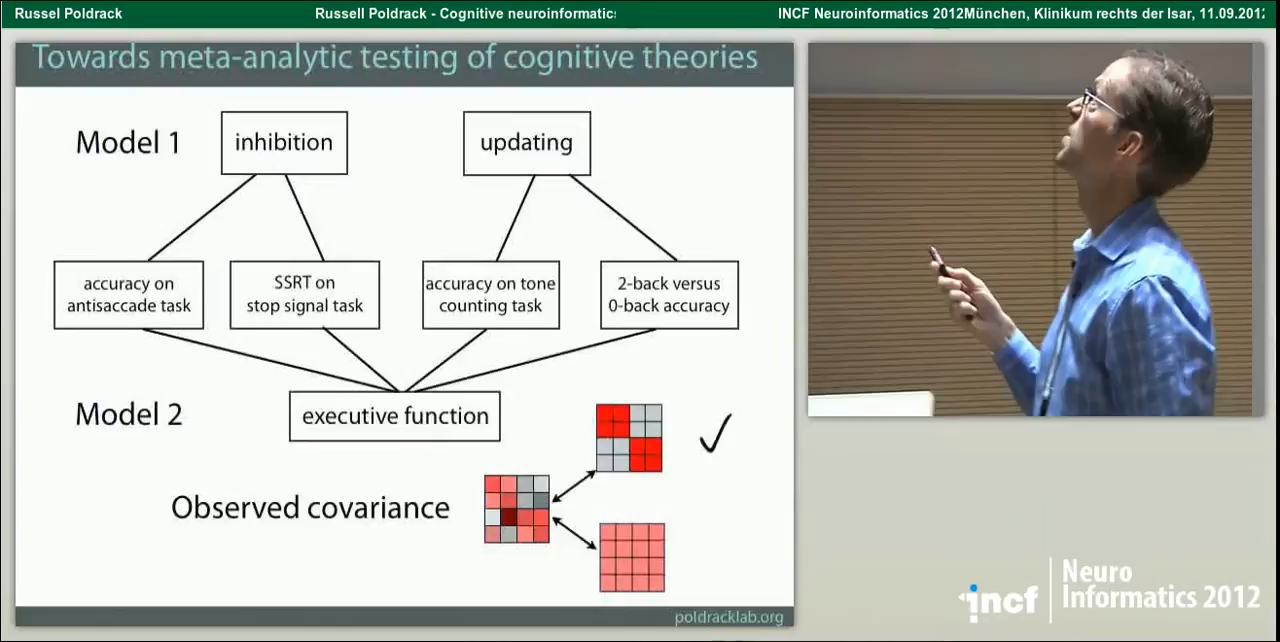 Russel Poldrack
Russell Poldrack - Cognitive neuroinformatics
INCF Neuroinformatics 2012München, Klinikum rechts der Isar, 11.09.2012
Towards meta-analytic testing of cognitive theories
Model 1
inhibition
updating
accuracy on
antisaccade task
SSRT on
stop signal task
accuracy on tone
counting task
2-back versus
0-back accuracy
Model 2
executive function
Observed covariance
poldracklab.org
incf
Neuro
Informatics 2012